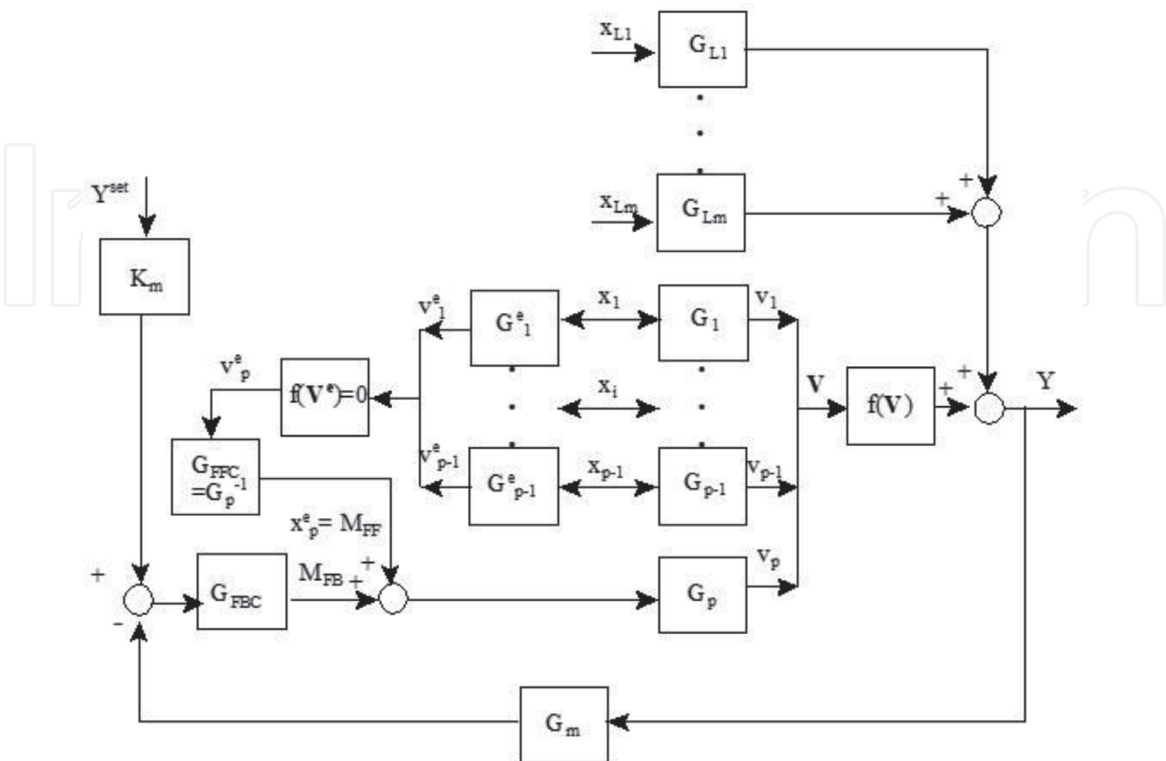 x_L1
G_L1
x_Lm
G_Lm
+
+
Y^set
K_m
v^e_1
G^e_1
x_1
G_1
v_1
v^e_p
f(V^e)=0
x_i
V
f(V)
+
+
Y
G_FFC
=G_p^-1
v^e_p-1
G^e_p-1
x_p-1
G_p-1
v_p-1
x^e_p= M_FF
+
-
G_FBC
M_FB
+
+
G_p
v_p
G_m